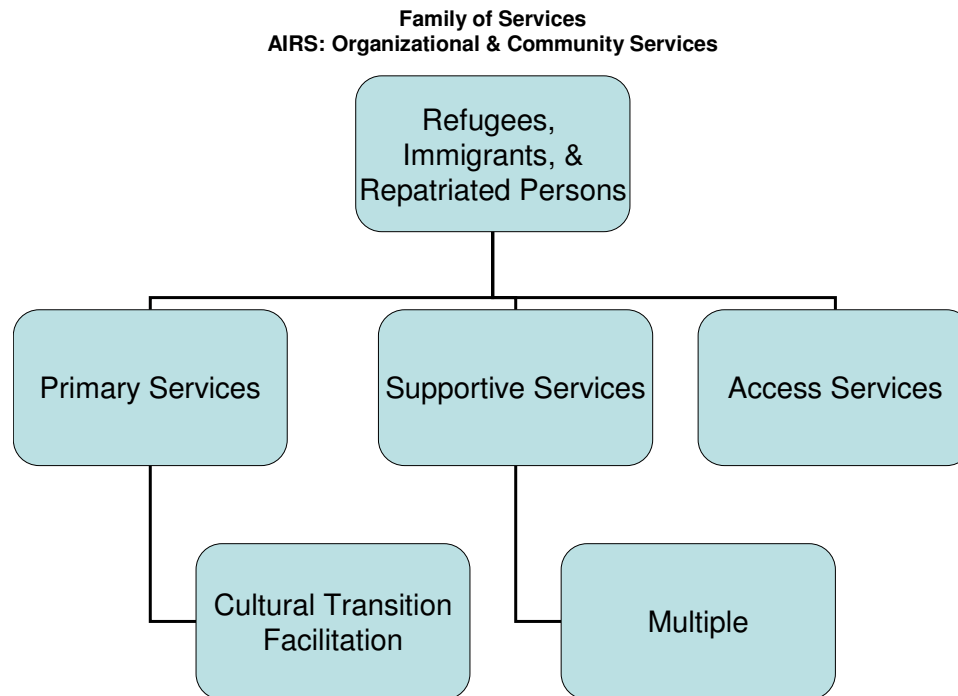 Family of Services
AIRS: Organizational & Community Services
Refugees,
Immigrants, &
Repatriated Persons
Primary Services
Supportive Services
Access Services
Cultural Transition
Facilitation
Multiple